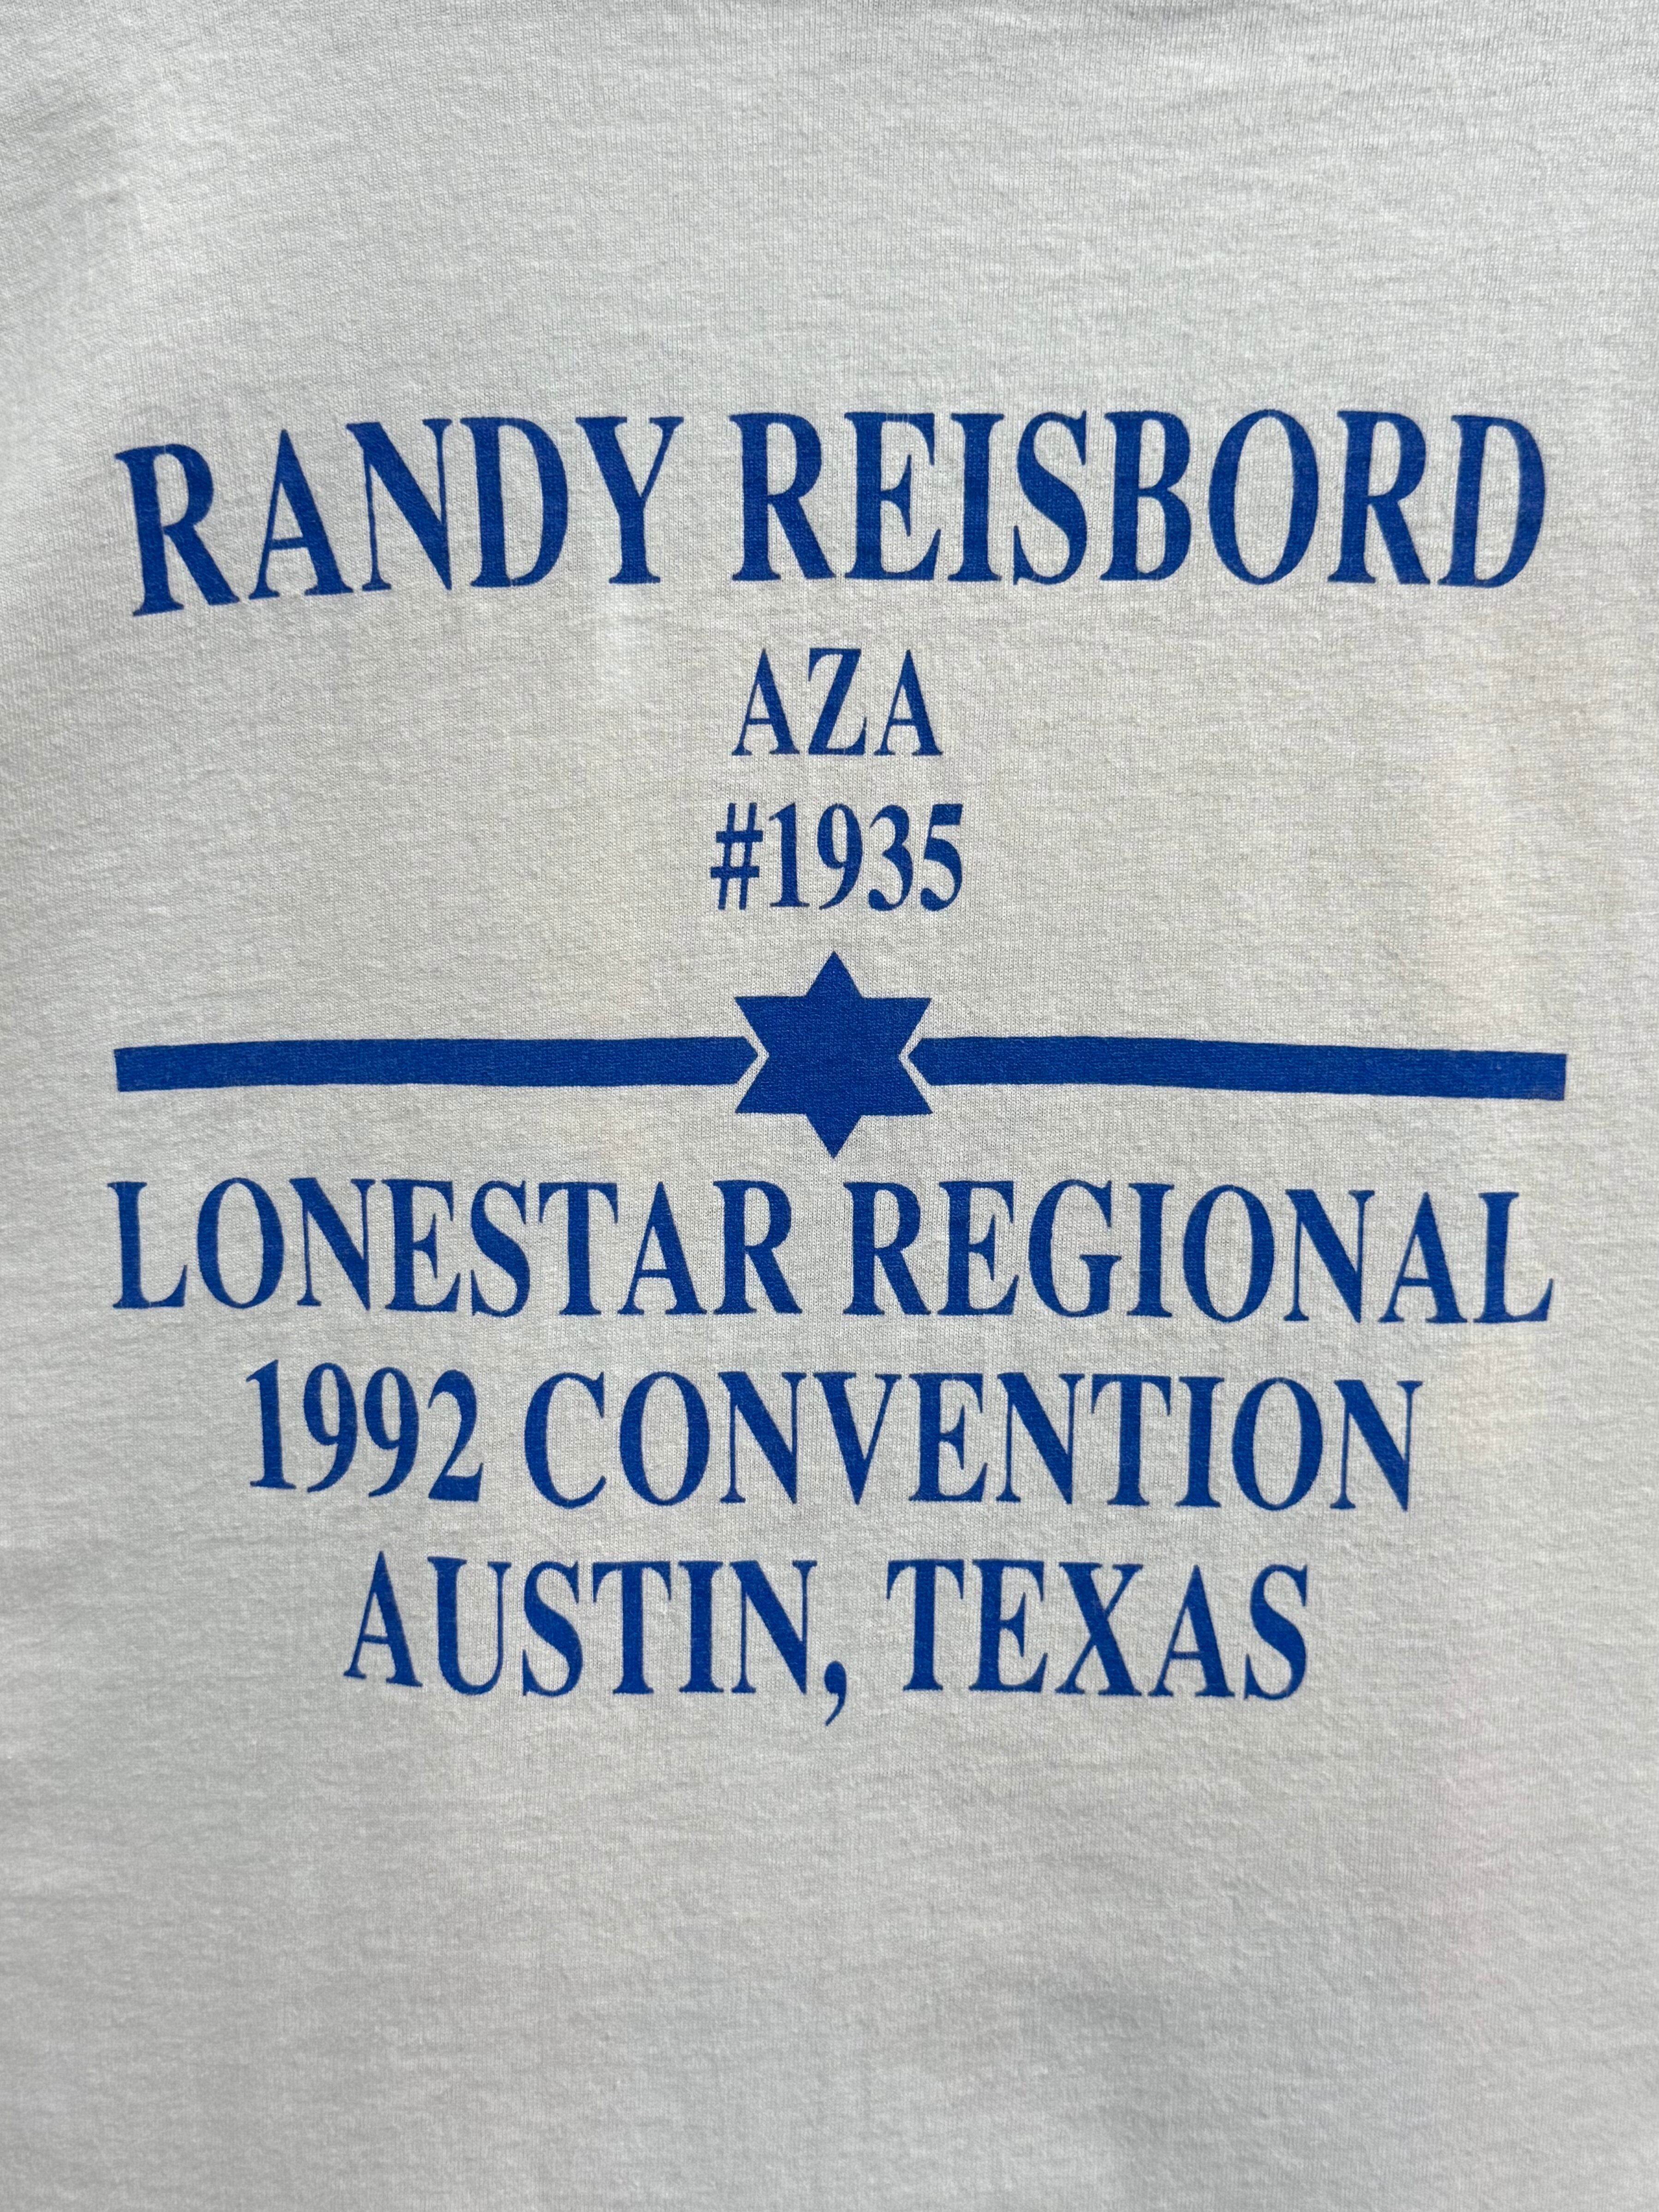 RANDY REISBORD
AZA
#1935
LONESTAR REGIONAL
1992 CONVENTION
AUSTIN, TEXAS